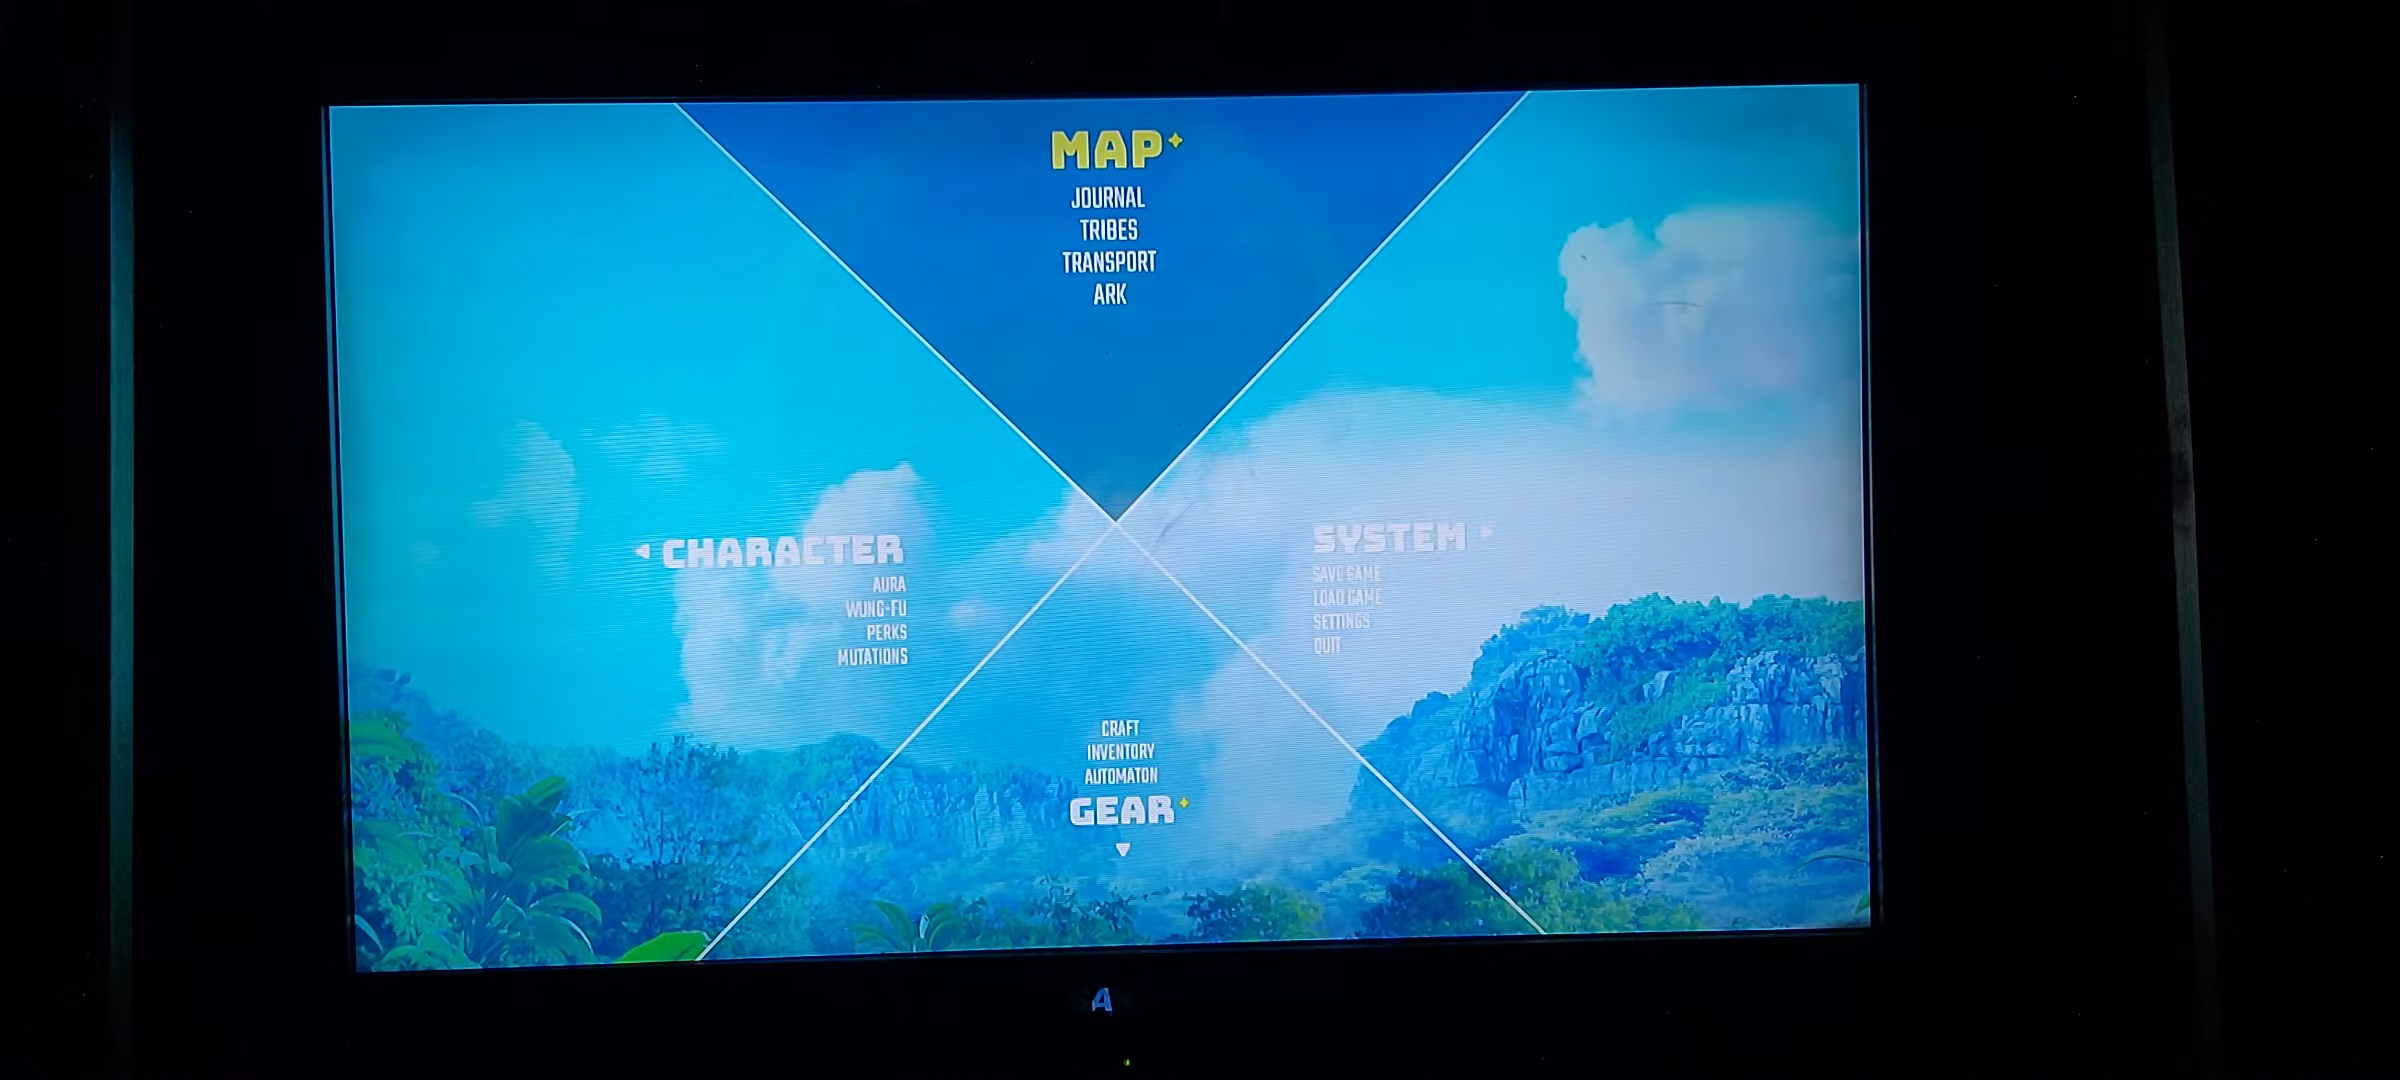 MAP
JOURNAL
TRIBES
TRANSPORT
ARK
CHARACTER
AURA
WUNG-FU
PERKS
MUTATIONS
SYSTEM
SAVE GAME
LOAD GAME
SETTINGS
QUIT
CRAFT
INVENTORY
AUTOMATON
GEAR